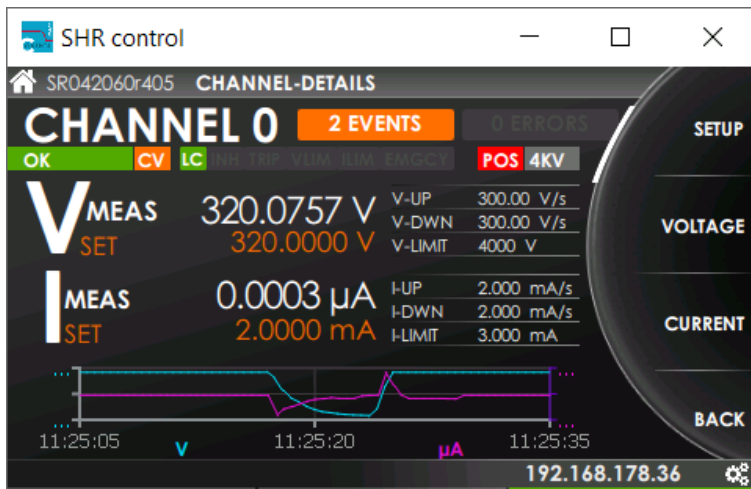 SHR control
SR042060r405 CHANNEL-DETAILS
CHANNEL 0 2 EVENTS 0 ERRORS
OK CV LC INH TRIP VLIM ILIM EMGCY POS 4KV
V MEAS 320.0757 V
SET 320.0000 V
V-UP 300.00 V/s
V-DWN 300.00 V/s
V-LIMIT 4000 V
I MEAS 0.0003 µA
SET 2.0000 mA
I-UP 2.000 mA/s
I-DWN 2.000 mA/s
I-LIMIT 3.000 mA
11:25:05 V 11:25:20 µA 11:25:35
SETUP
VOLTAGE
CURRENT
BACK
192.168.178.36